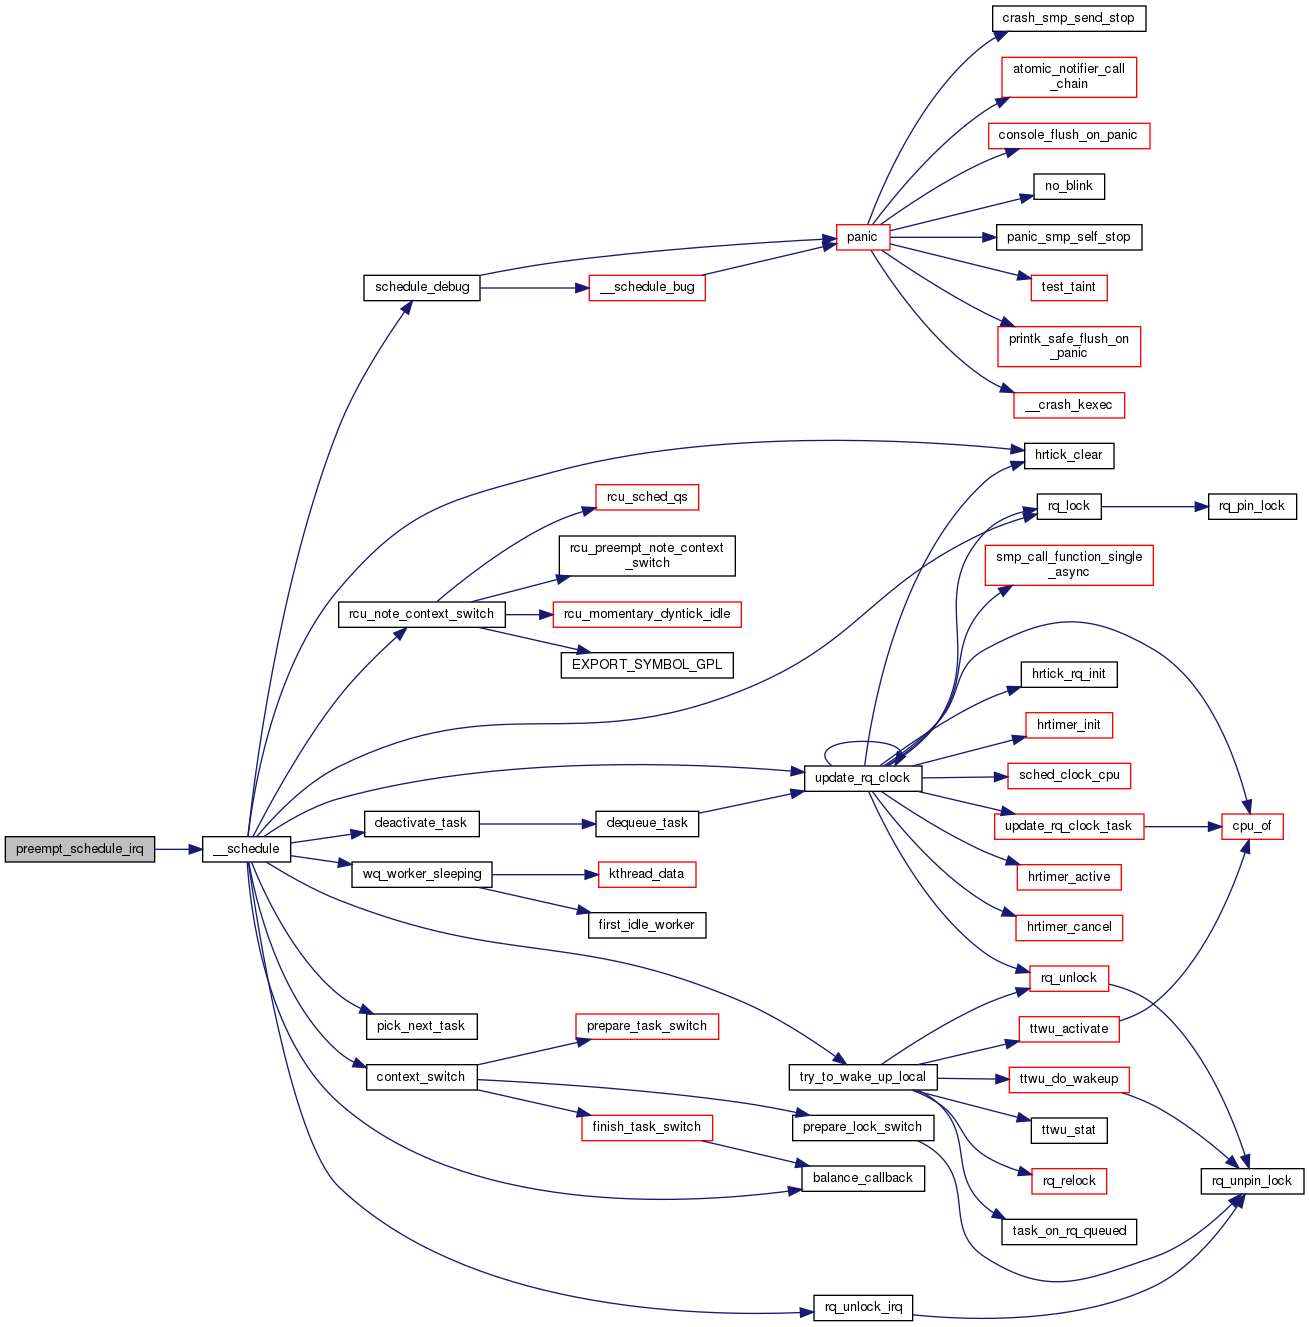 crash_smp_send_stop
atomic_notifier_call
_chain
console_flush_on_panic
no_blink
panic
panic_smp_self_stop
schedule_debug
__schedule_bug
test_taint
printk_safe_flush_on
_panic
__crash_kexec
hrtick_clear
rcu_sched_qs
rq_lock
rq_pin_lock
rcu_preempt_note_context
_switch
smp_call_function_single
_async
rcu_note_context_switch
rcu_momentary_dyntick_idle
EXPORT_SYMBOL_GPL
hrtick_rq_init
hrtimer_init
update_rq_clock
sched_clock_cpu
deactivate_task
dequeue_task
update_rq_clock_task
cpu_of
preempt_schedule_irq
__schedule
wq_worker_sleeping
kthread_data
hrtimer_active
first_idle_worker
hrtimer_cancel
rq_unlock
pick_next_task
prepare_task_switch
ttwu_activate
context_switch
try_to_wake_up_local
ttwu_do_wakeup
finish_task_switch
prepare_lock_switch
ttwu_stat
balance_callback
rq_relock
rq_unpin_lock
task_on_rq_queued
rq_unlock_irq